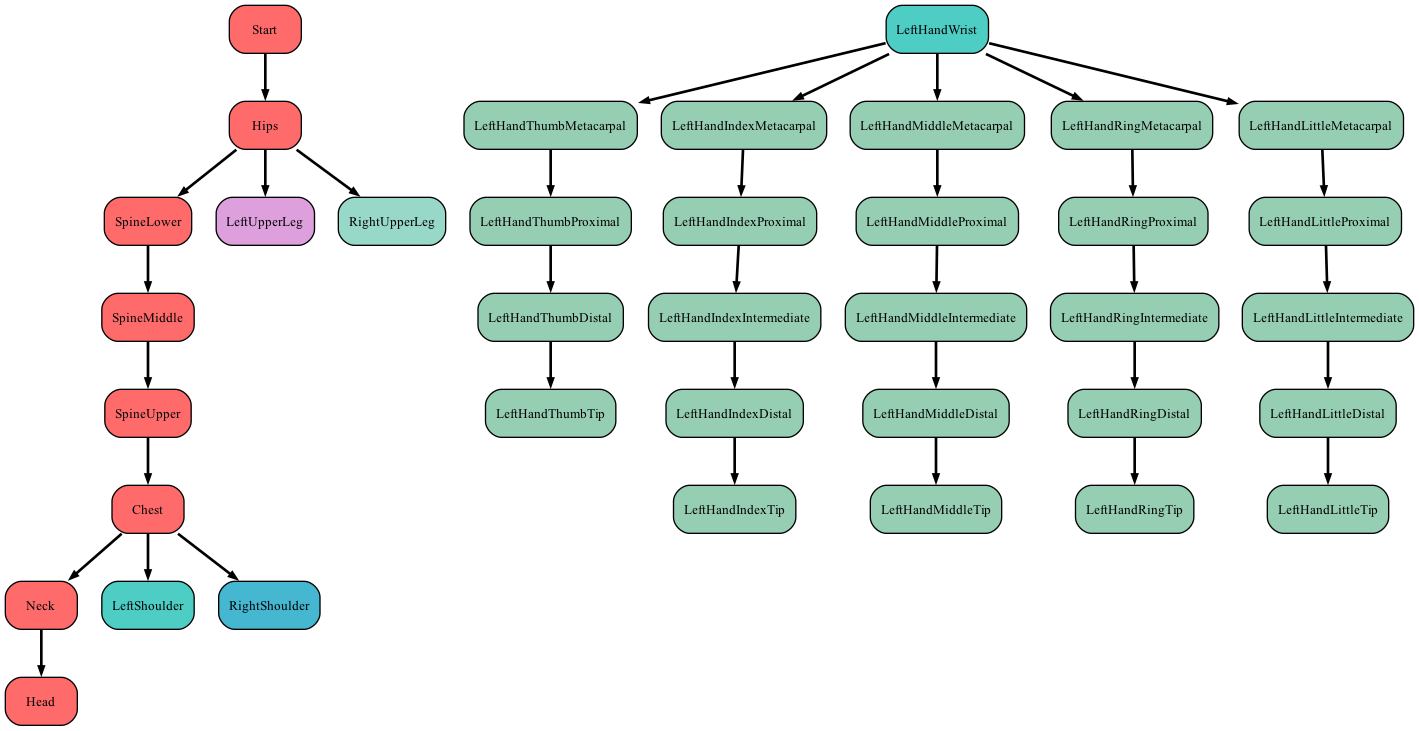 Start
LeftHandWrist
Hips
LeftHandThumbMetacarpal
LeftHandIndexMetacarpal
LeftHandMiddleMetacarpal
LeftHandRingMetacarpal
LeftHandLittleMetacarpal
SpineLower
LeftUpperLeg
RightUpperLeg
LeftHandThumbProximal
LeftHandIndexProximal
LeftHandMiddleProximal
LeftHandRingProximal
LeftHandLittleProximal
SpineMiddle
LeftHandThumbDistal
LeftHandIndexIntermediate
LeftHandMiddleIntermediate
LeftHandRingIntermediate
LeftHandLittleIntermediate
SpineUpper
LeftHandThumbTip
LeftHandIndexDistal
LeftHandMiddleDistal
LeftHandRingDistal
LeftHandLittleDistal
Chest
LeftHandIndexTip
LeftHandMiddleTip
LeftHandRingTip
LeftHandLittleTip
Neck
LeftShoulder
RightShoulder
Head